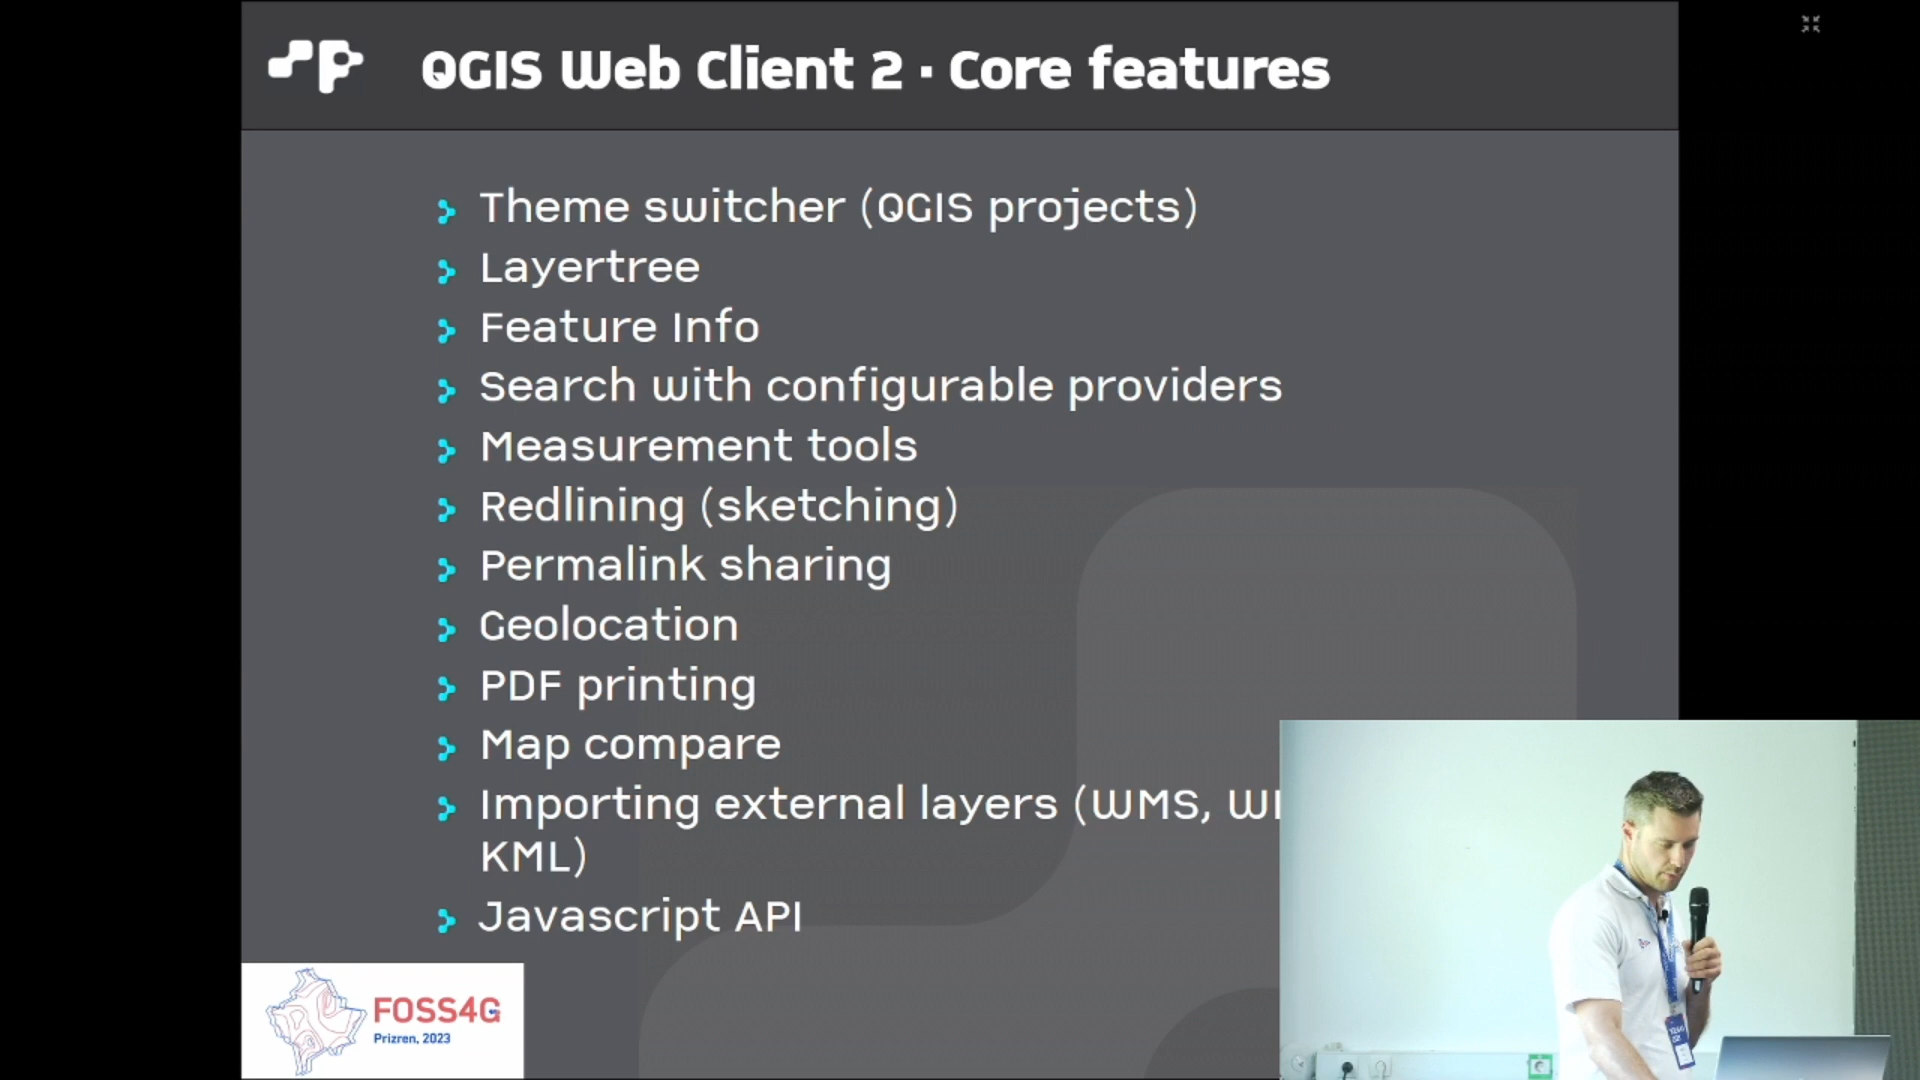 QGIS Web Client 2 · Core features
Theme switcher (QGIS projects)
Layertree
Feature Info
Search with configurable providers
Measurement tools
Redlining (sketching)
Permalink sharing
Geolocation
PDF printing
Map compare
Importing external layers (WMS,
KML)
Javascript API
FOSS4G
Prizren, 2023